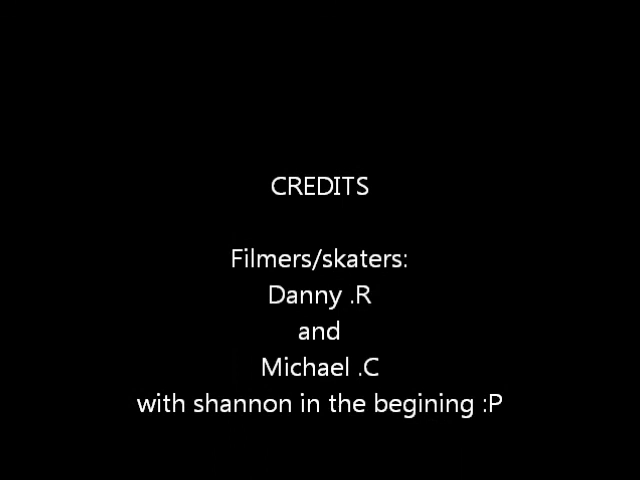 CREDITS
Filmers/skaters:
Danny .R
and
Michael .C
with shannon in the begining :P